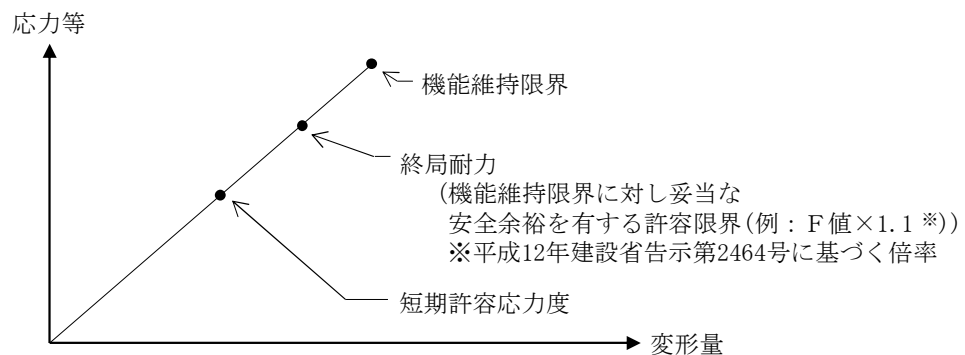 応力等
機能維持限界
終局耐力
(機能維持限界に対し妥当な
安全余裕を有する許容限界(例：Ｆ値×1.1 ※))
※平成12年建設省告示第2464号に基づく倍率
短期許容応力度
変形量